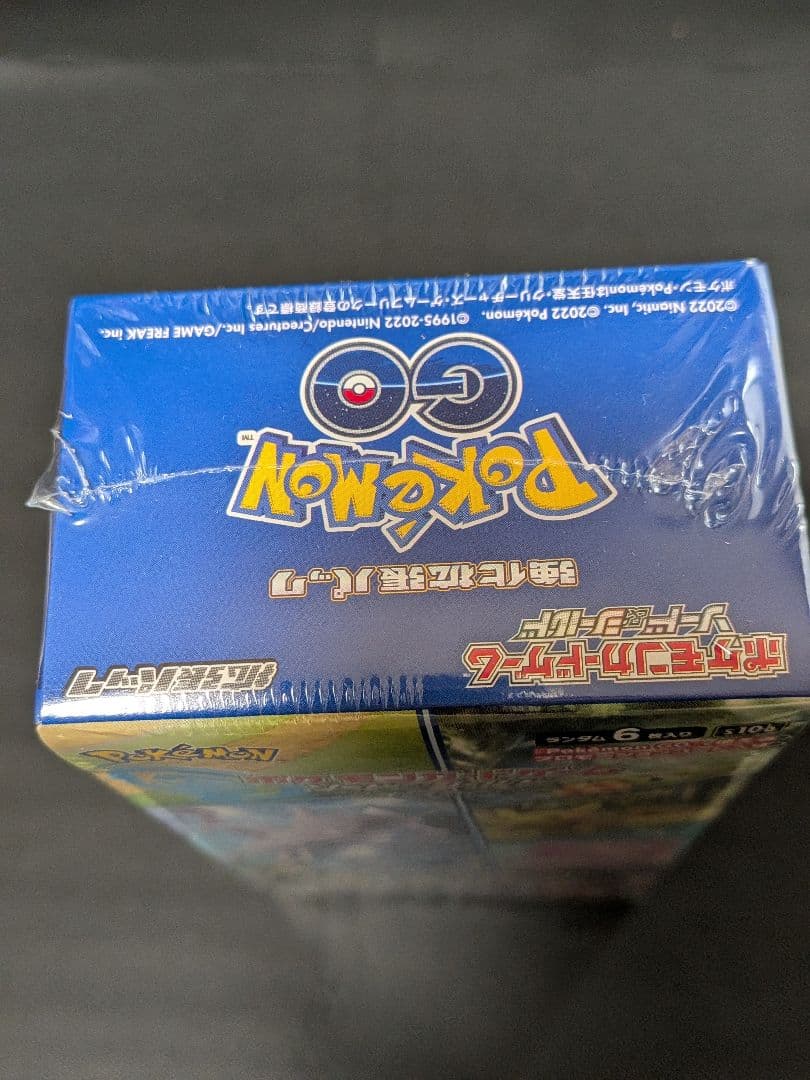 ポケモンカードゲーム
ソード&シールド
拡張パック
強化拡張パック
POKéMON™
GO
©2022 Niantic, Inc. ©2022 Pokémon. ©1995-2022 Nintendo/Creatures Inc./GAME FREAK inc.
ポケモン・Pokémonは任天堂・クリーチャーズ・ゲームフリークの登録商標です。
s10b
POKéMON